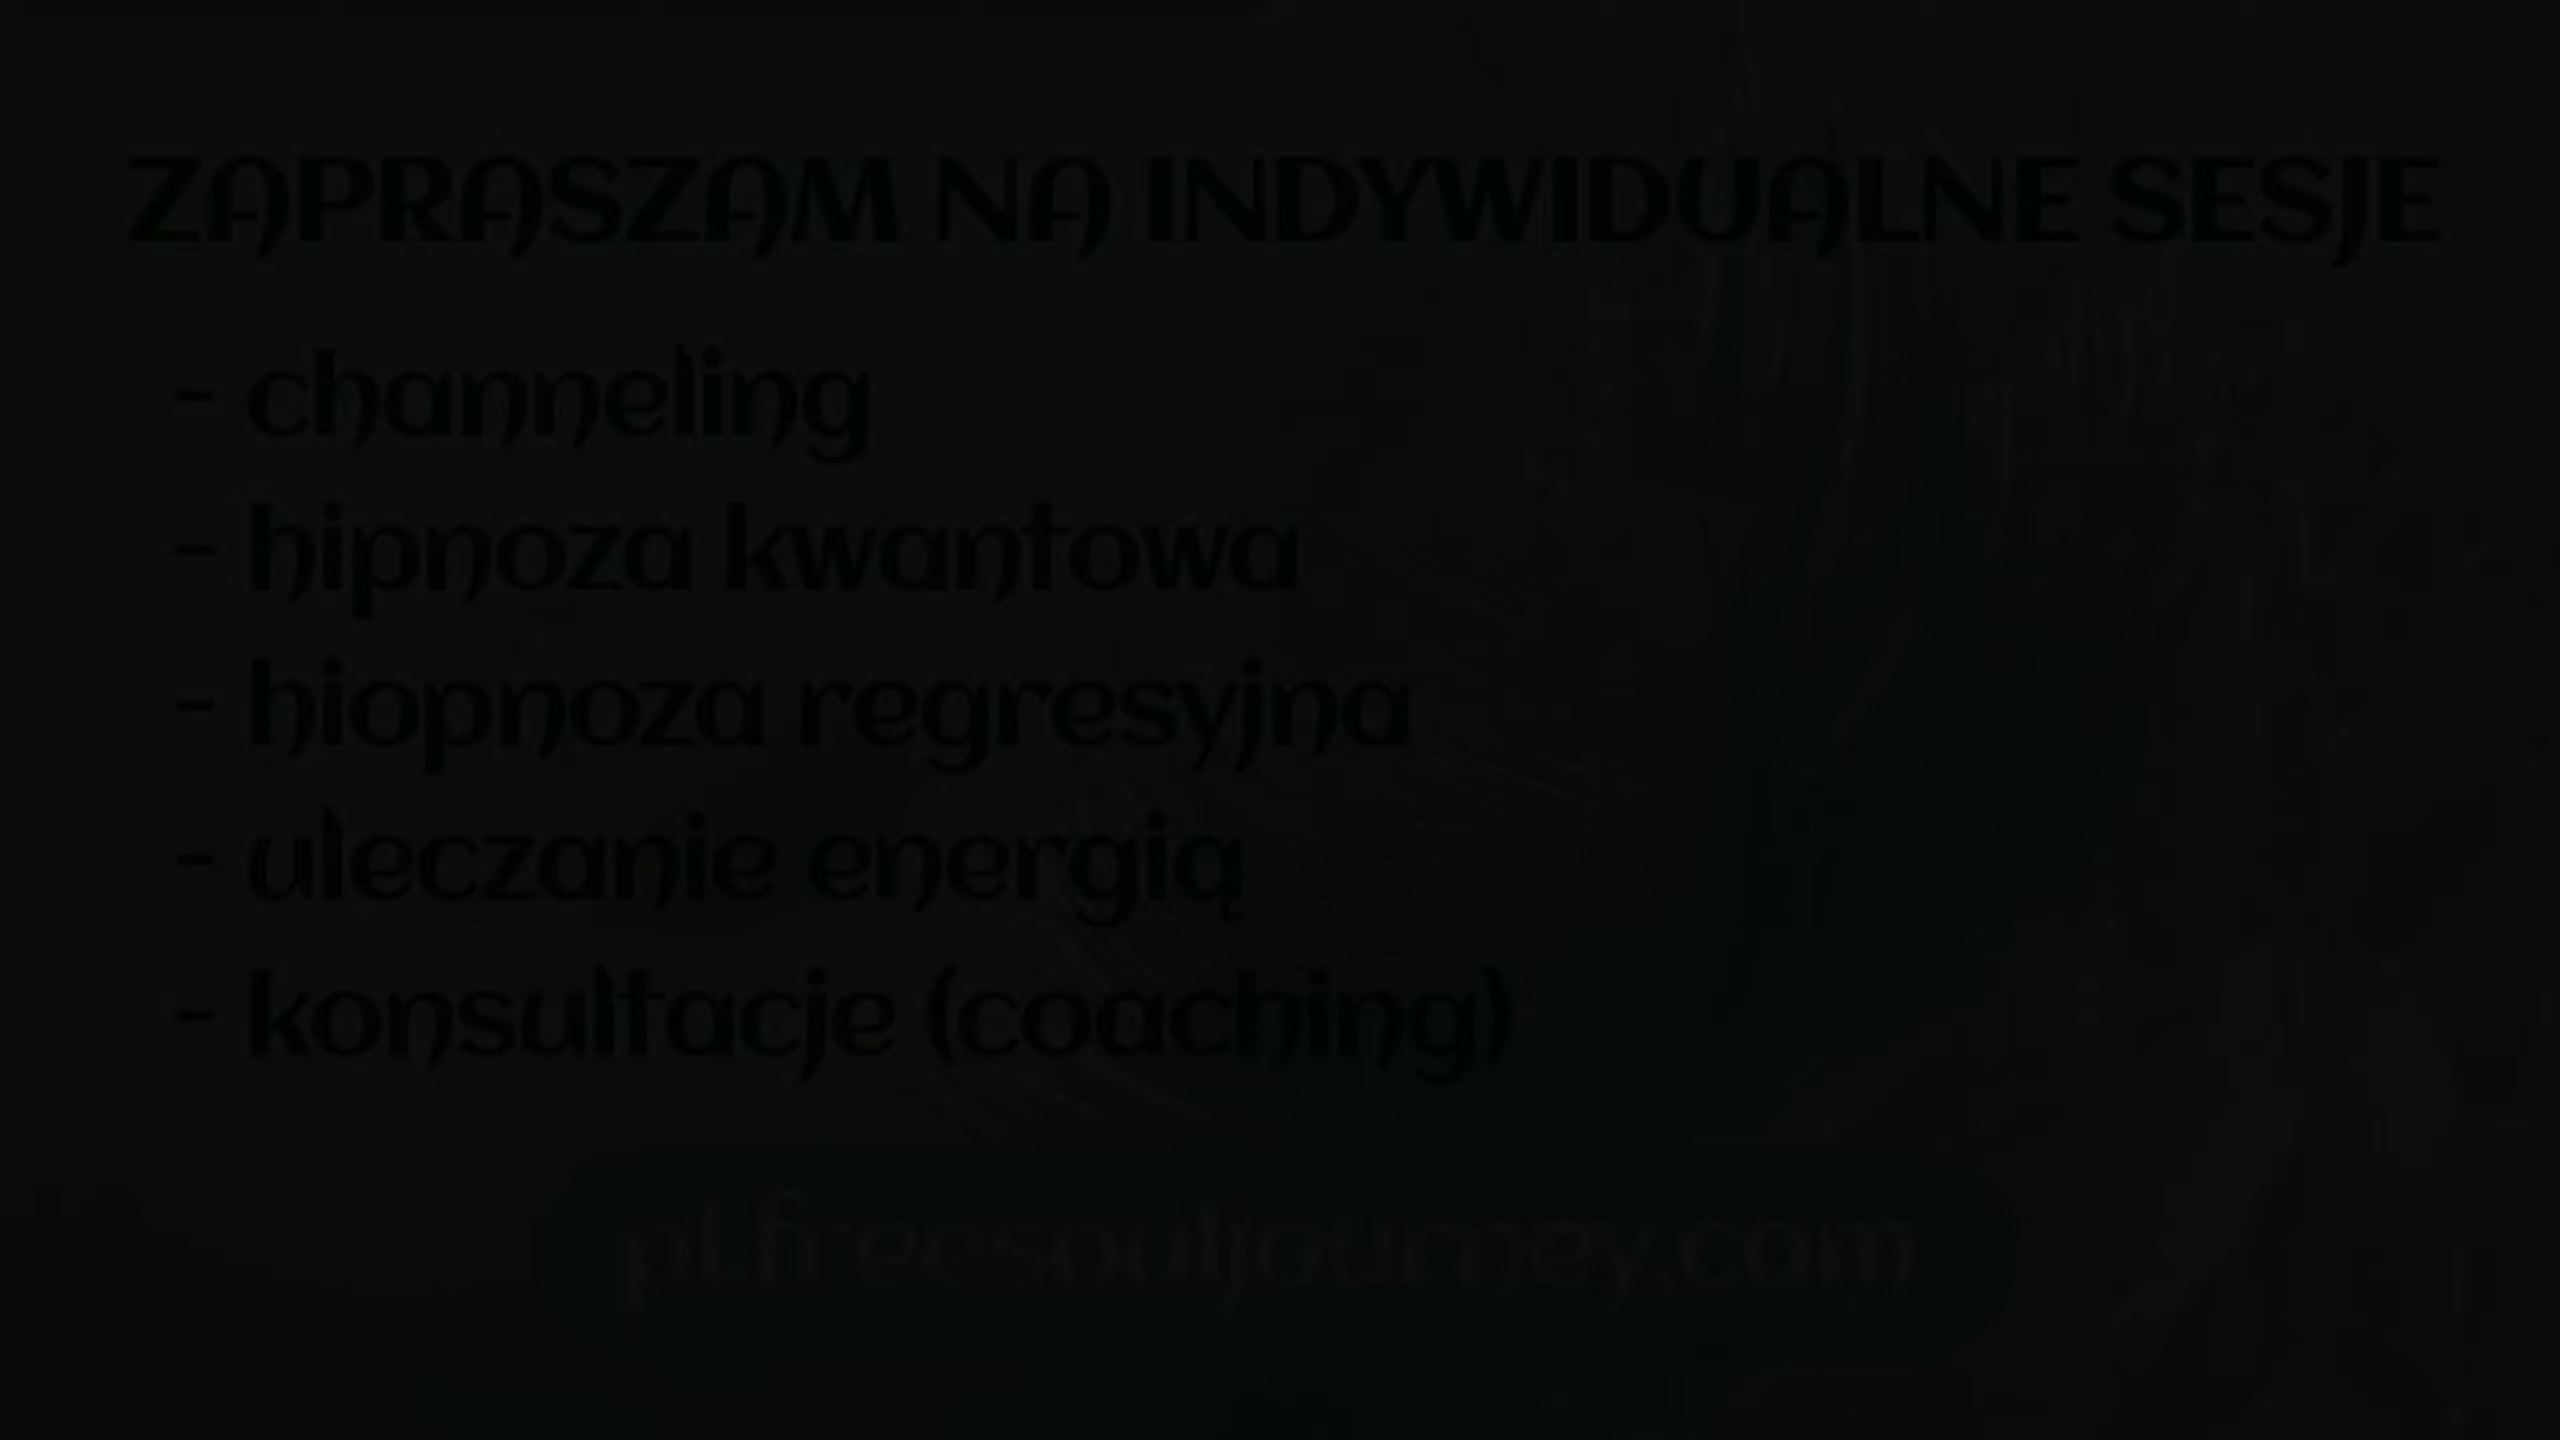 ZAPRASZAM NA INDYWIDUALNE SESJE
- channeling
- hipnoza kwantowa
- hiopnoza regresyjna
- uleczanie energią
- konsultacje (coaching)
pl.freesouljourney.com